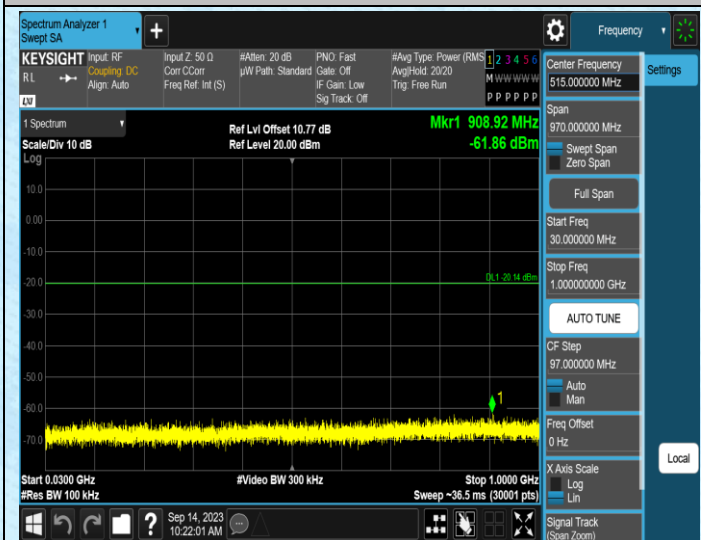 Spectrum Analyzer 1
Swept SA
Frequency
KEYSIGHT
RL
LXI
Input: RF
Coupling: DC
Align: Auto
Input Z: 50 Ω
Corr CCorr
Freq Ref: Int (S)
#Atten: 20 dB
µW Path: Standard
PNO: Fast
Gate: Off
IF Gain: Low
Sig Track: Off
#Avg Type: Power (RMS
Avg|Hold: 20/20
Trig: Free Run
1 2 3 4 5 6
M W W W W W
P P P P P P
Center Frequency
515.000000 MHz
Settings
Span
970.000000 MHz
Swept Span
Zero Span
Full Span
Start Freq
30.000000 MHz
Stop Freq
1.000000000 GHz
AUTO TUNE
CF Step
97.000000 MHz
Auto
Man
Freq Offset
0 Hz
X Axis Scale
Log
Lin
Signal Track
(Span Zoom)
Local
1 Spectrum
Scale/Div 10 dB
Ref Lvl Offset 10.77 dB
Ref Level 20.00 dBm
Mkr1 908.92 MHz
-61.86 dBm
Log
10.0
0.00
-10.0
-20.0
-30.0
-40.0
-50.0
-60.0
-70.0
DL1 -20.14 dBm
1
Start 0.0300 GHz
#Res BW 100 kHz
#Video BW 300 kHz
Stop 1.0000 GHz
Sweep ~36.5 ms (30001 pts)
?
Sep 14, 2023
10:22:01 AM